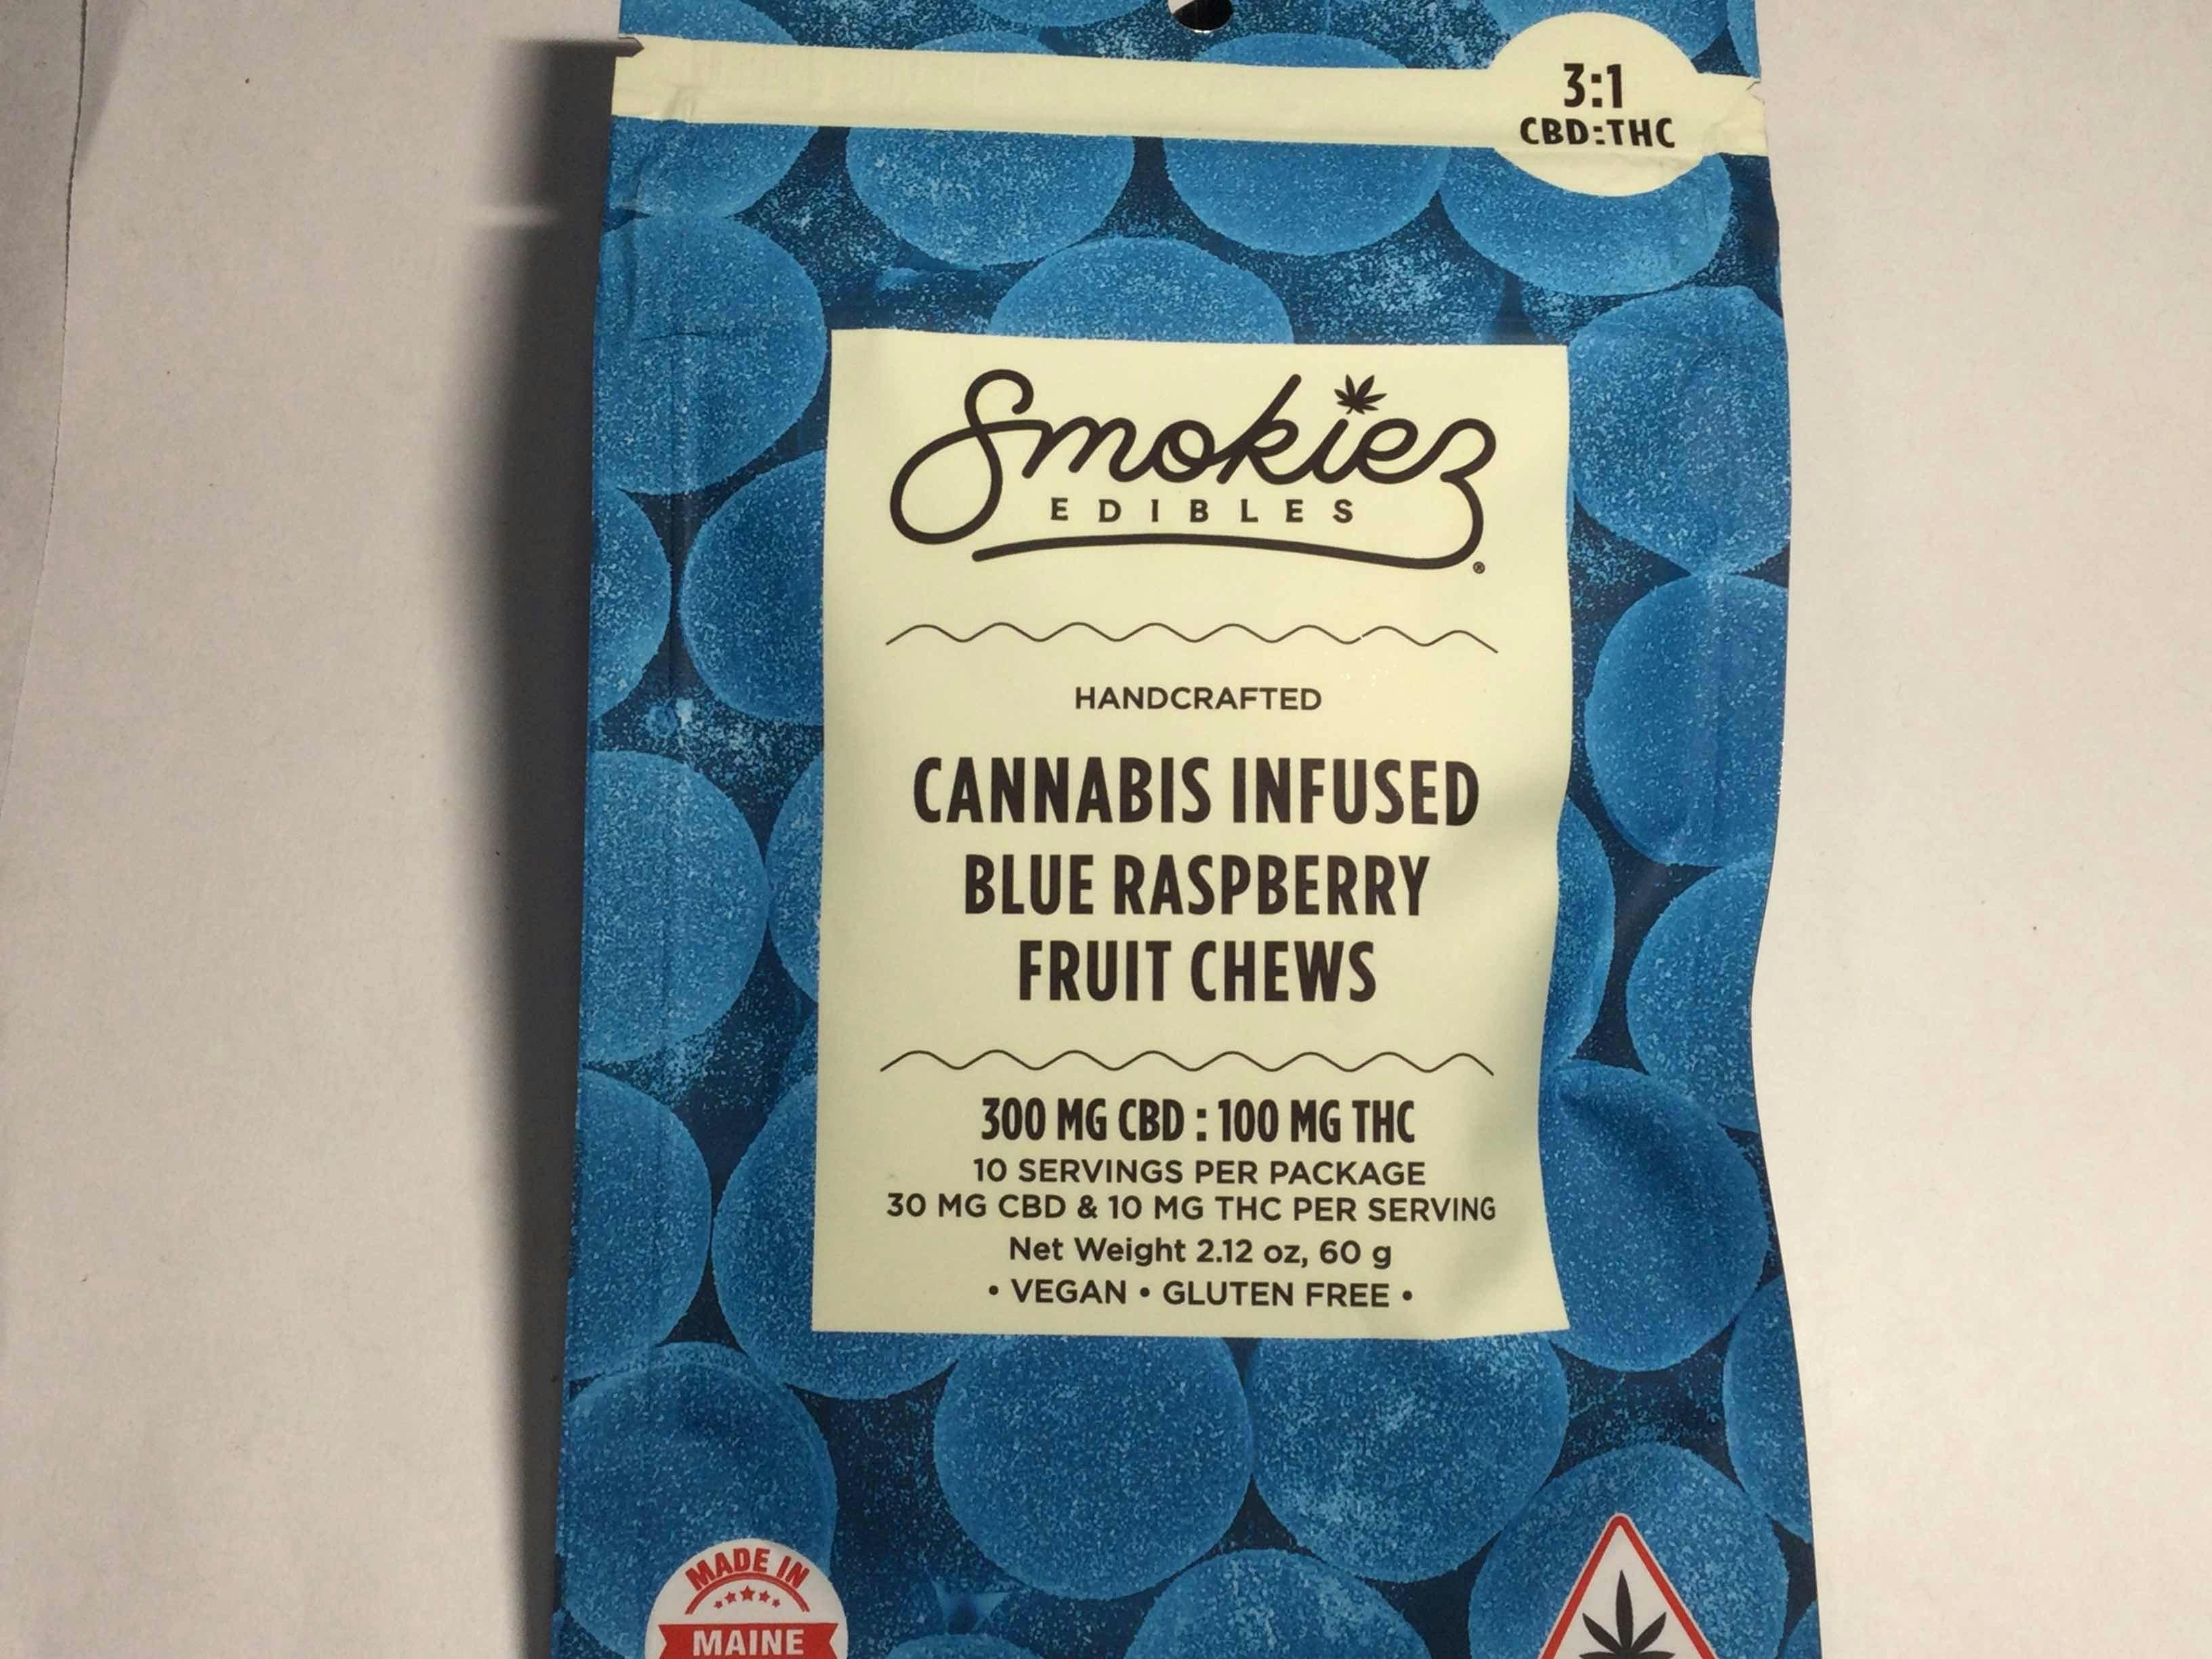 3:1
CBD:THC
Smokiez
EDIBLES
®
HANDCRAFTED
CANNABIS INFUSED
BLUE RASPBERRY
FRUIT CHEWS
300 MG CBD : 100 MG THC
10 SERVINGS PER PACKAGE
30 MG CBD & 10 MG THC PER SERVING
Net Weight 2.12 oz, 60 g
• VEGAN • GLUTEN FREE •
MADE IN
MAINE